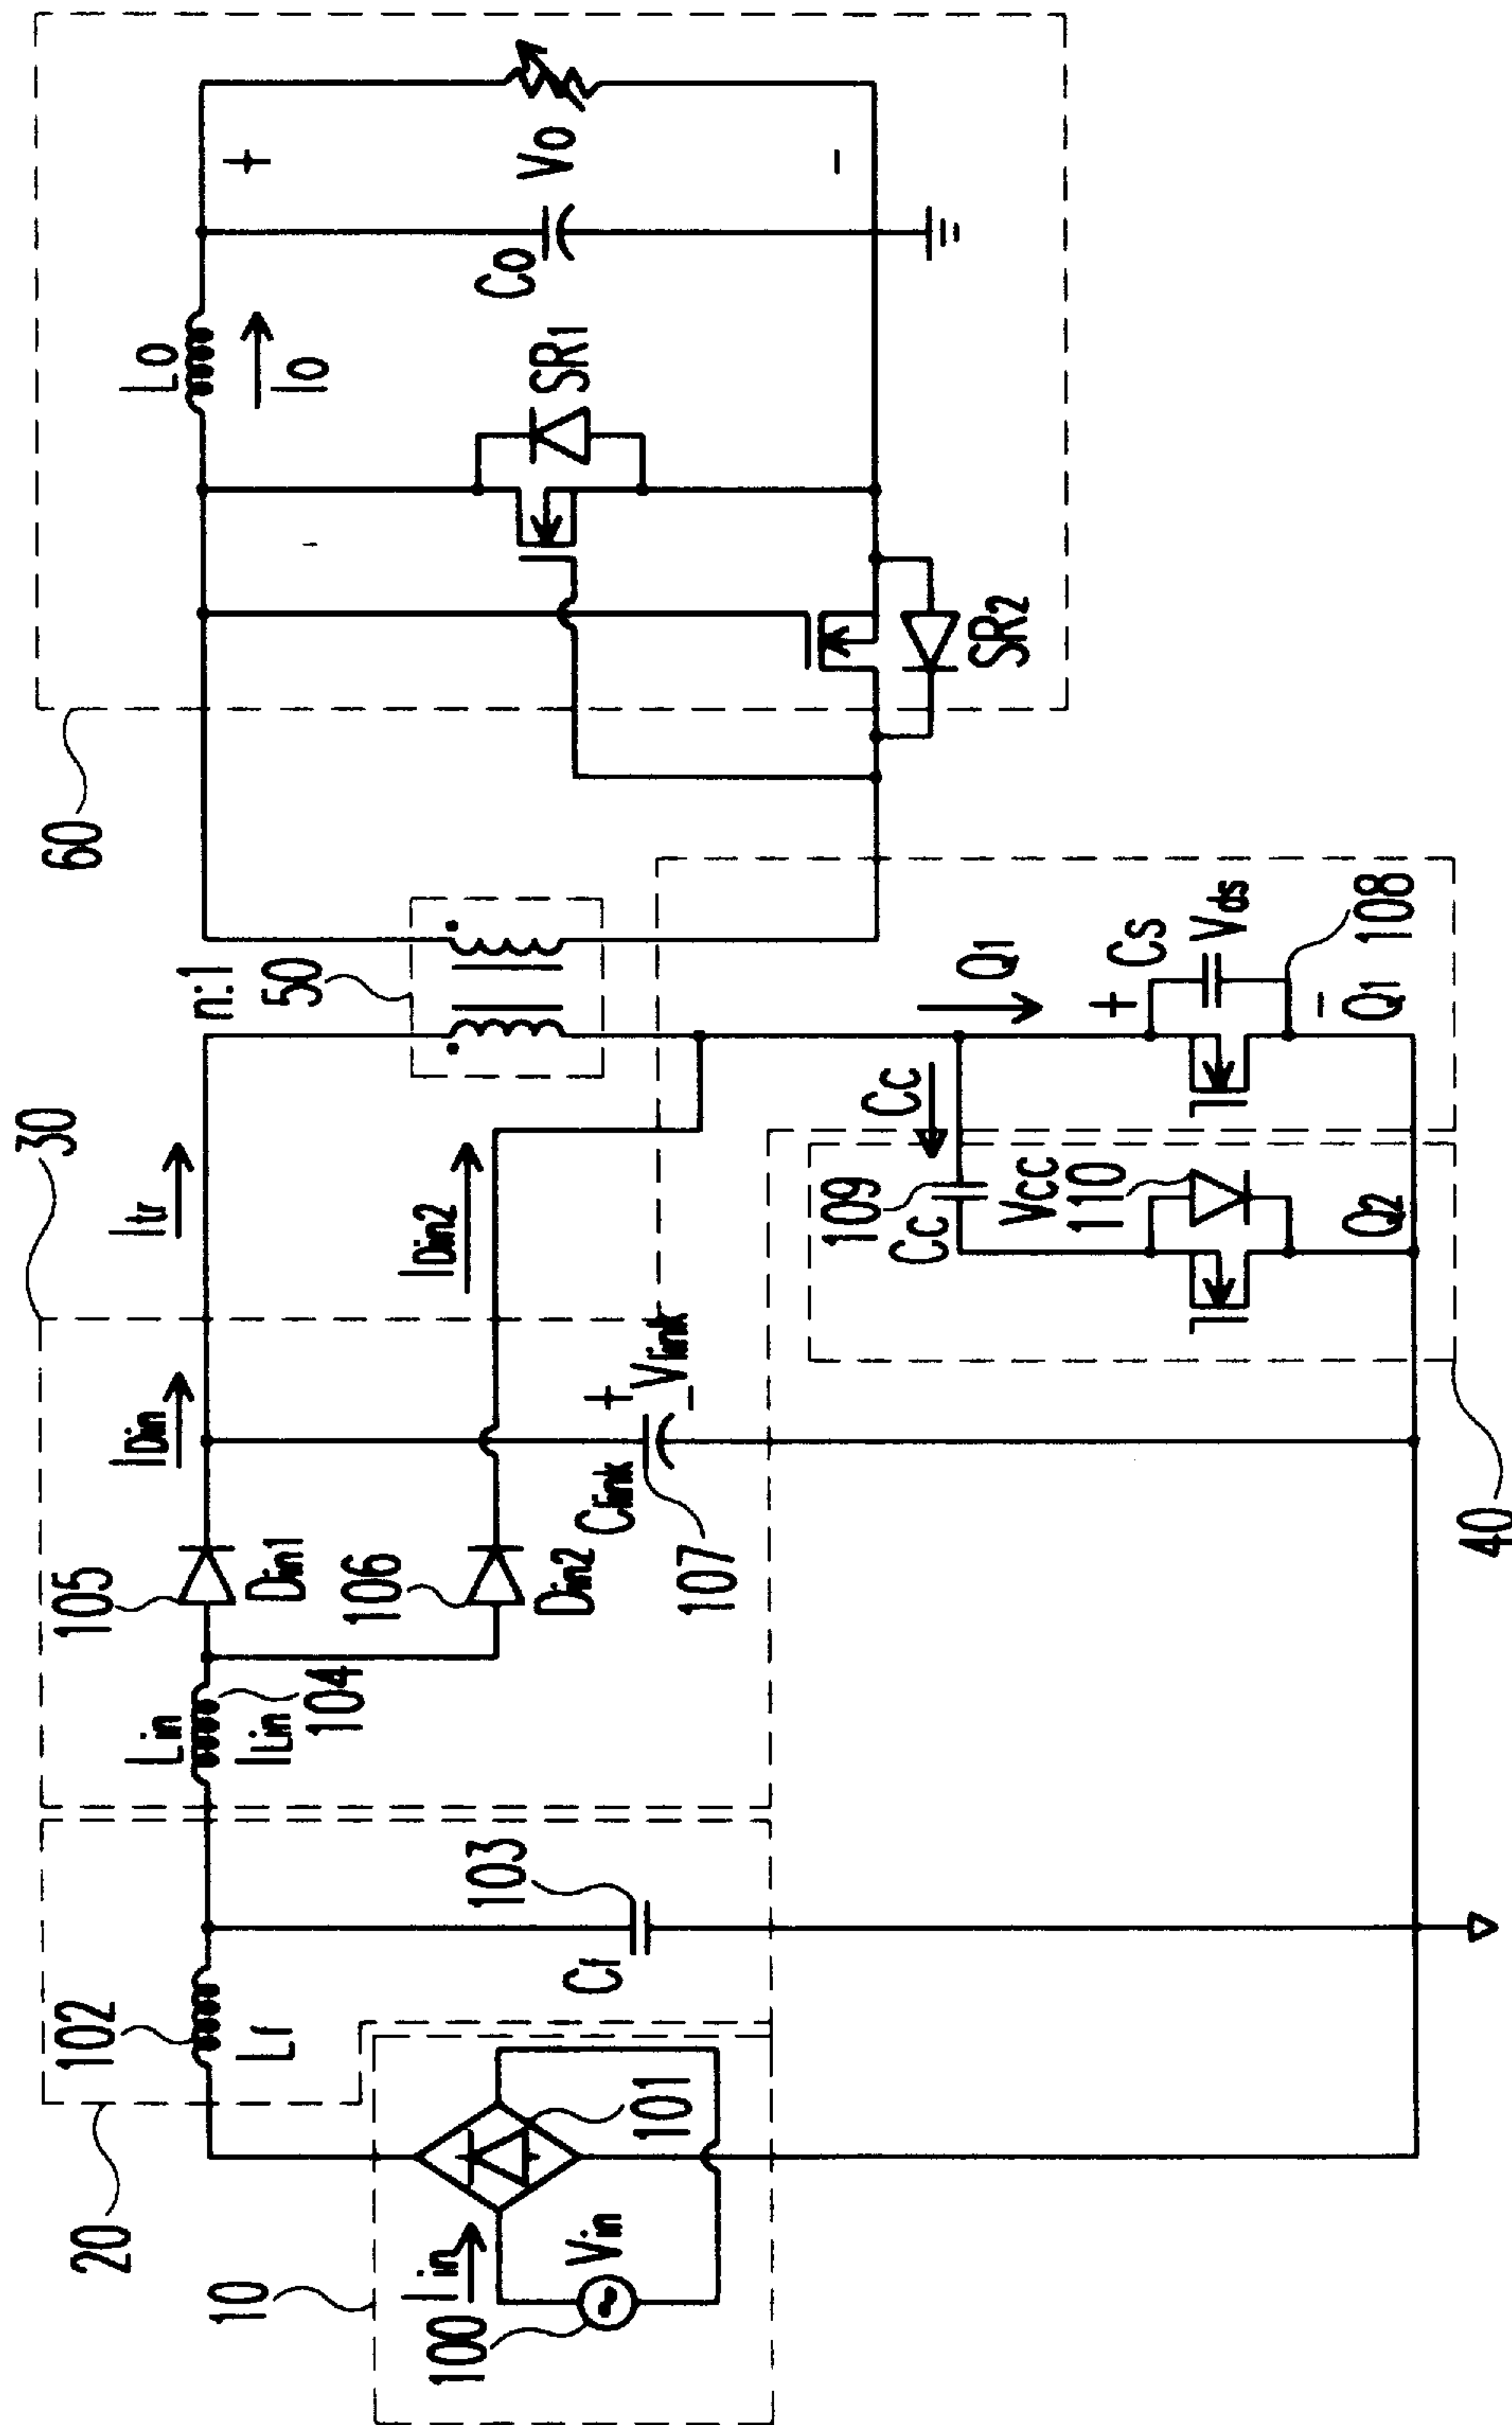 10
20
30
40
50
60
100
Iin
Vin
101
102
Lf
Cf
103
Lin
ILin
104
105
Din1
106
Din2
107
Clink
+
Vlink
-
IDin
IDin2
Itr
n:1
109
Cc
Cc
Vcc
110
Q2
Q1
+
Cs
Vds
-
108
Q1
SR2
SR1
Lo
Io
Co
+
Vo
-